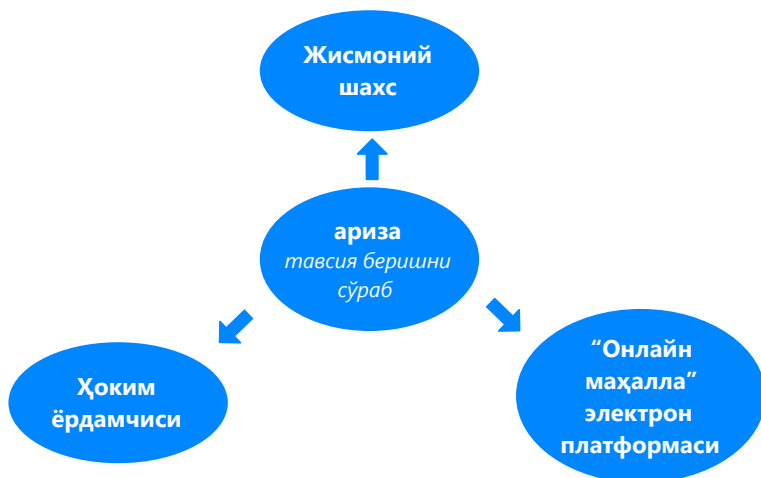 Жисмоний
шахс
ариза
тавсия беришни
сўраб
Ҳоким
ёрдамчиси
“Онлайн
маҳалла”
электрон
платформаси